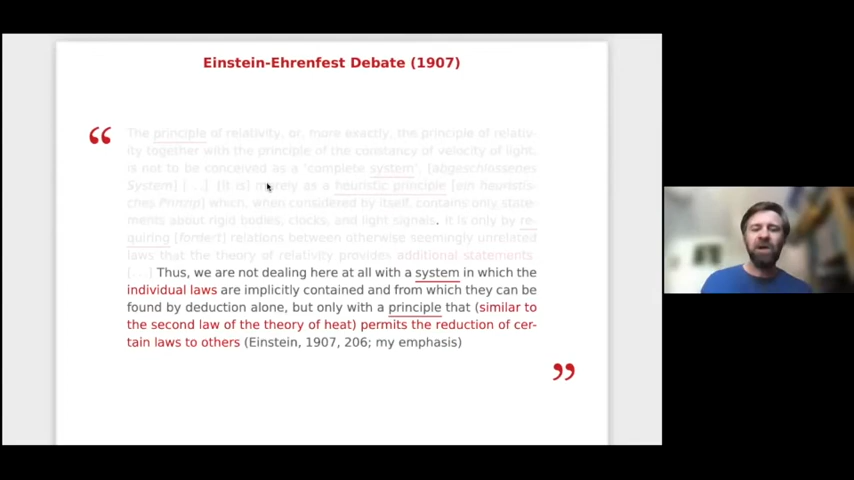 Einstein-Ehrenfest Debate (1907)
“
The principle of relativity, or, more exactly, the principle of relativ-
ity together with the principle of the constancy of velocity of light,
is not to be conceived as a ‘complete system’, [abgeschlossenes
System] [...] [it is] merely as a heuristic principle [ein heuristis-
ches Prinzip] which, when considered by itself, contains only state-
ments about rigid bodies, clocks, and light signals. It is only by re-
quiring [fordert] relations between otherwise seemingly unrelated
laws that the theory of relativity provides additional statements
[...] Thus, we are not dealing here at all with a system in which the
individual laws are implicitly contained and from which they can be
found by deduction alone, but only with a principle that (similar to
the second law of the theory of heat) permits the reduction of cer-
tain laws to others (Einstein, 1907, 206; my emphasis)
”